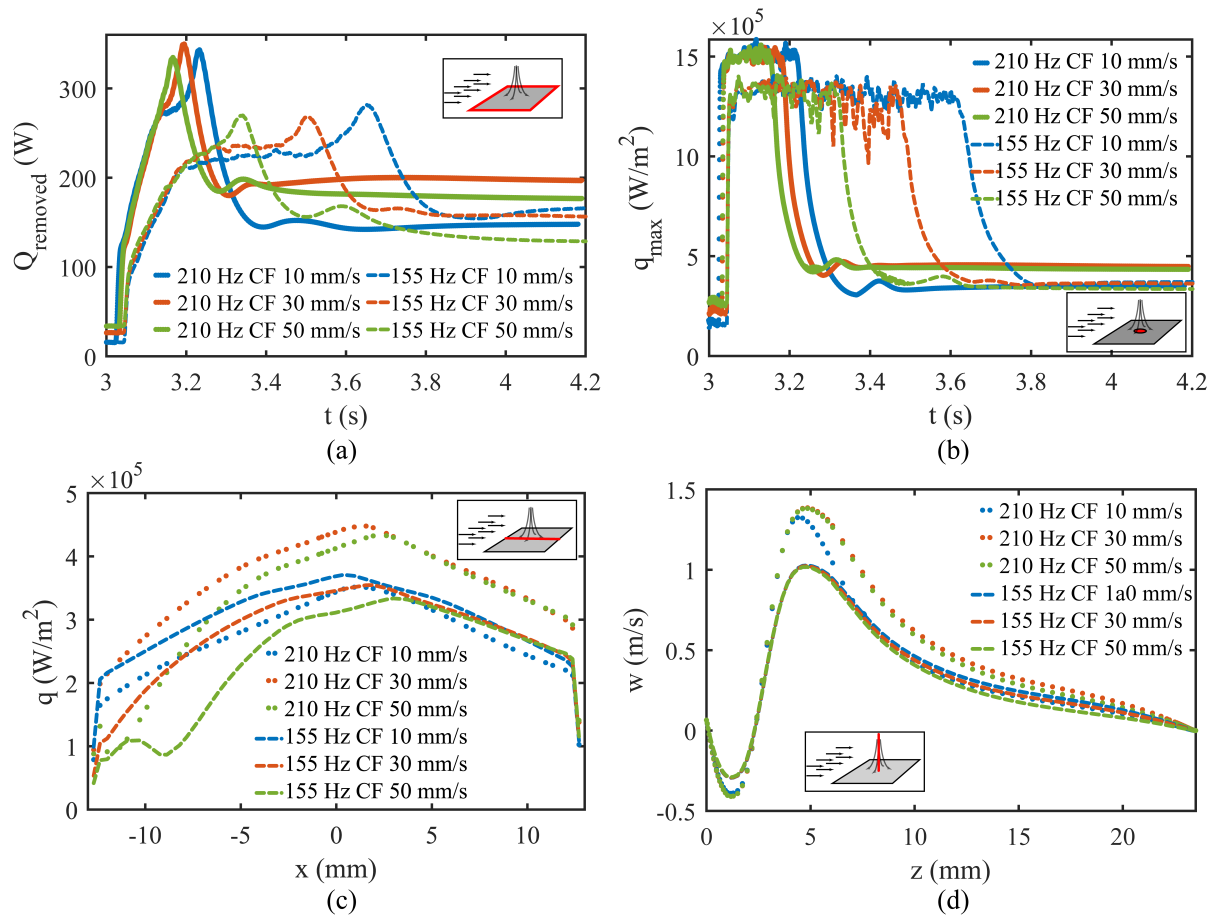 Q_removed (W)
300
200
100
0
3 3.2 3.4 3.6 3.8 4 4.2
t (s)
210 Hz CF 10 mm/s
210 Hz CF 30 mm/s
210 Hz CF 50 mm/s
155 Hz CF 10 mm/s
155 Hz CF 30 mm/s
155 Hz CF 50 mm/s
(a)
×10⁵
q_max (W/m²)
15
10
5
0
3 3.2 3.4 3.6 3.8 4 4.2
t (s)
210 Hz CF 10 mm/s
210 Hz CF 30 mm/s
210 Hz CF 50 mm/s
155 Hz CF 10 mm/s
155 Hz CF 30 mm/s
155 Hz CF 50 mm/s
(b)
×10⁵
q (W/m²)
5
4
3
2
1
0
-10 -5 0 5 10
x (mm)
210 Hz CF 10 mm/s
210 Hz CF 30 mm/s
210 Hz CF 50 mm/s
155 Hz CF 10 mm/s
155 Hz CF 30 mm/s
155 Hz CF 50 mm/s
(c)
w (m/s)
1.5
1
0.5
0
-0.5
0 5 10 15 20
z (mm)
210 Hz CF 10 mm/s
210 Hz CF 30 mm/s
210 Hz CF 50 mm/s
155 Hz CF 1a0 mm/s
155 Hz CF 30 mm/s
155 Hz CF 50 mm/s
(d)